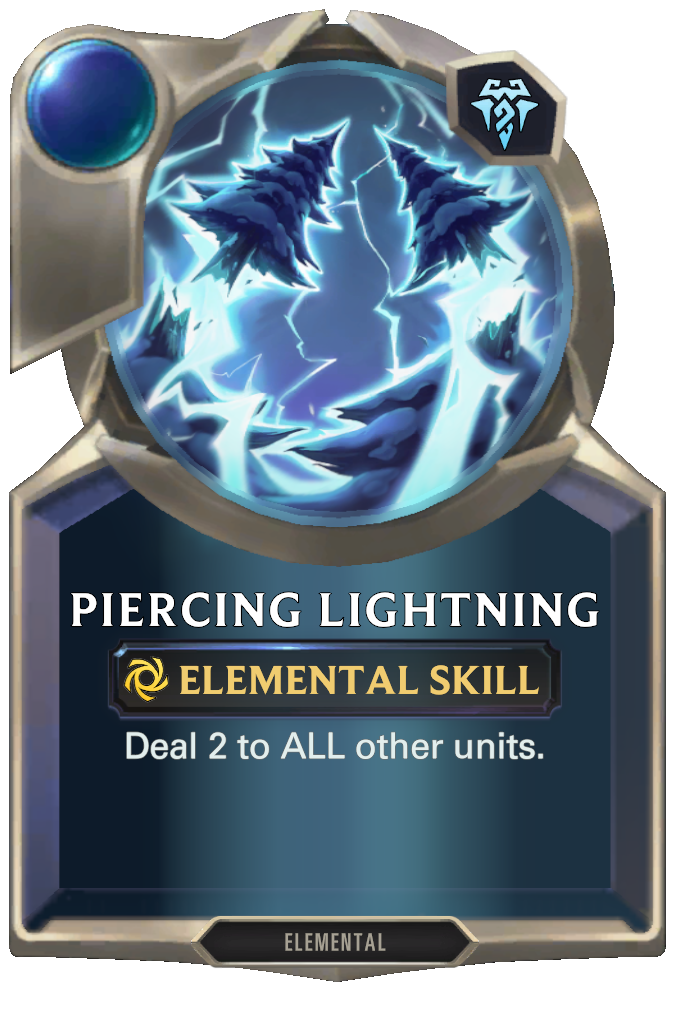 PIERCING LIGHTNING
ELEMENTAL SKILL
Deal 2 to ALL other units.
ELEMENTAL